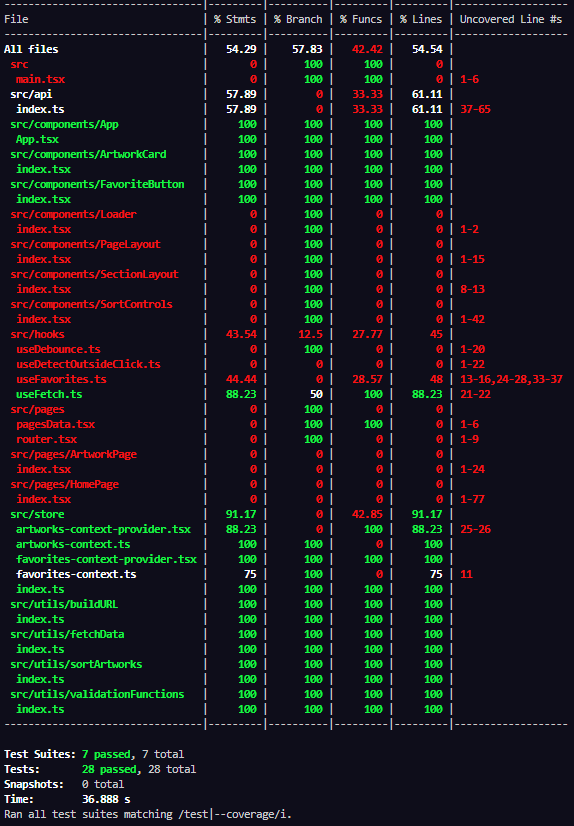 --------------------------------|---------|----------|---------|---------|-------------------
File                            | % Stmts | % Branch | % Funcs | % Lines | Uncovered Line #s
--------------------------------|---------|----------|---------|---------|-------------------
All files                       |   54.29 |    57.83 |   42.42 |   54.54 |
 src                            |       0 |      100 |     100 |       0 |
  main.tsx                      |       0 |      100 |     100 |       0 | 1-6
 src/api                        |   57.89 |        0 |   33.33 |   61.11 |
  index.ts                      |   57.89 |        0 |   33.33 |   61.11 | 37-65
 src/components/App             |     100 |      100 |     100 |     100 |
  App.tsx                       |     100 |      100 |     100 |     100 |
 src/components/ArtworkCard     |     100 |      100 |     100 |     100 |
  index.tsx                     |     100 |      100 |     100 |     100 |
 src/components/FavoriteButton  |     100 |      100 |     100 |     100 |
  index.tsx                     |     100 |      100 |     100 |     100 |
 src/components/Loader          |       0 |      100 |       0 |       0 |
  index.tsx                     |       0 |      100 |       0 |       0 | 1-2
 src/components/PageLayout      |       0 |      100 |       0 |       0 |
  index.tsx                     |       0 |      100 |       0 |       0 | 1-15
 src/components/SectionLayout   |       0 |      100 |       0 |       0 |
  index.tsx                     |       0 |      100 |       0 |       0 | 8-13
 src/components/SortControls    |       0 |      100 |       0 |       0 |
  index.tsx                     |       0 |      100 |       0 |       0 | 1-42
 src/hooks                      |   43.54 |     12.5 |   27.77 |      45 |
  useDebounce.ts                |       0 |      100 |       0 |       0 | 1-20
  useDetectOutsideClick.ts      |       0 |        0 |       0 |       0 | 1-22
  useFavorites.ts               |   44.44 |        0 |   28.57 |      48 | 13-16,24-28,33-37
  useFetch.ts                   |   88.23 |       50 |     100 |   88.23 | 21-22
 src/pages                      |       0 |      100 |       0 |       0 |
  pagesData.tsx                 |       0 |      100 |     100 |       0 | 1-6
  router.tsx                    |       0 |      100 |       0 |       0 | 1-9
 src/pages/ArtworkPage          |       0 |        0 |       0 |       0 |
  index.tsx                     |       0 |        0 |       0 |       0 | 1-24
 src/pages/HomePage             |       0 |        0 |       0 |       0 |
  index.tsx                     |       0 |        0 |       0 |       0 | 1-77
 src/store                      |   91.17 |        0 |   42.85 |   91.17 |
  artworks-context-provider.tsx |   88.23 |        0 |     100 |   88.23 | 25-26
  artworks-context.ts           |     100 |      100 |       0 |     100 |
  favorites-context-provider.tsx |     100 |      100 |     100 |     100 |
  favorites-context.ts          |      75 |      100 |       0 |      75 | 11
  index.ts                      |     100 |      100 |     100 |     100 |
 src/utils/buildURL             |     100 |      100 |     100 |     100 |
  index.ts                      |     100 |      100 |     100 |     100 |
 src/utils/fetchData            |     100 |      100 |     100 |     100 |
  index.ts                      |     100 |      100 |     100 |     100 |
 src/utils/sortArtworks         |     100 |      100 |     100 |     100 |
  index.ts                      |     100 |      100 |     100 |     100 |
 src/utils/validationFunctions  |     100 |      100 |     100 |     100 |
  index.ts                      |     100 |      100 |     100 |     100 |
--------------------------------|---------|----------|---------|---------|-------------------
Test Suites: 7 passed, 7 total
Tests:       28 passed, 28 total
Snapshots:   0 total
Time:        36.888 s
Ran all test suites matching /test|--coverage/i.